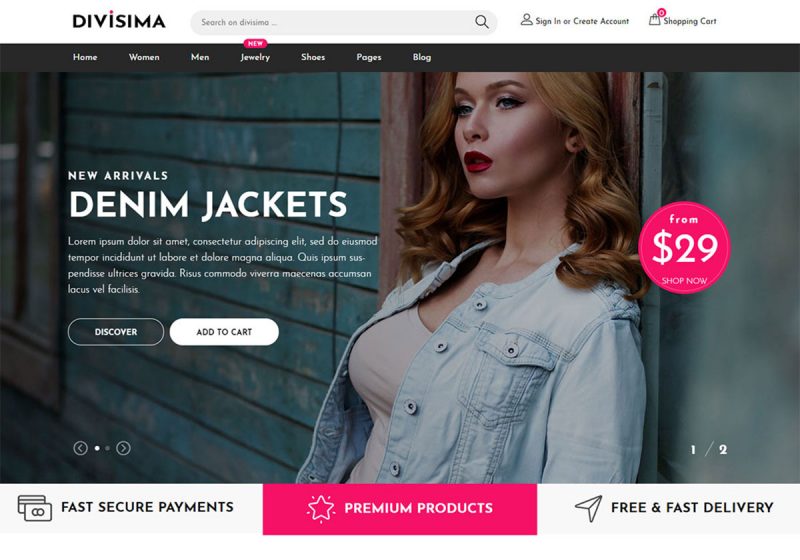 DIVISIMA
Search on divisima ...
Sign In or Create Account
0
Shopping Cart
NEW
Home
Women
Men
Jewelry
Shoes
Pages
Blog
NEW ARRIVALS
DENIM JACKETS
Lorem ipsum dolor sit amet, consectetur adipiscing elit, sed do eiusmod
tempor incididunt ut labore et dolore magna aliqua. Quis ipsum sus-
pendisse ultrices gravida. Risus commodo viverra maecenas accumsan
lacus vel facilisis.
DISCOVER
ADD TO CART
from
$29
SHOP NOW
1 / 2
FAST SECURE PAYMENTS
PREMIUM PRODUCTS
FREE & FAST DELIVERY